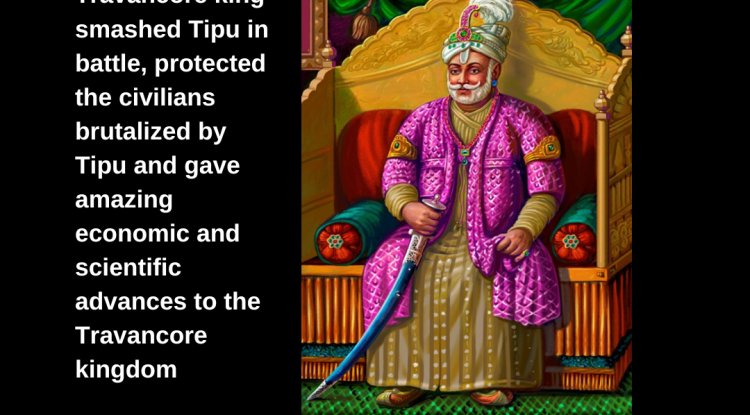 Travancore king
smashed Tipu in
battle, protected
the civilians
brutalized by
Tipu and gave
amazing
economic and
scientific
advances to the
Travancore
kingdom